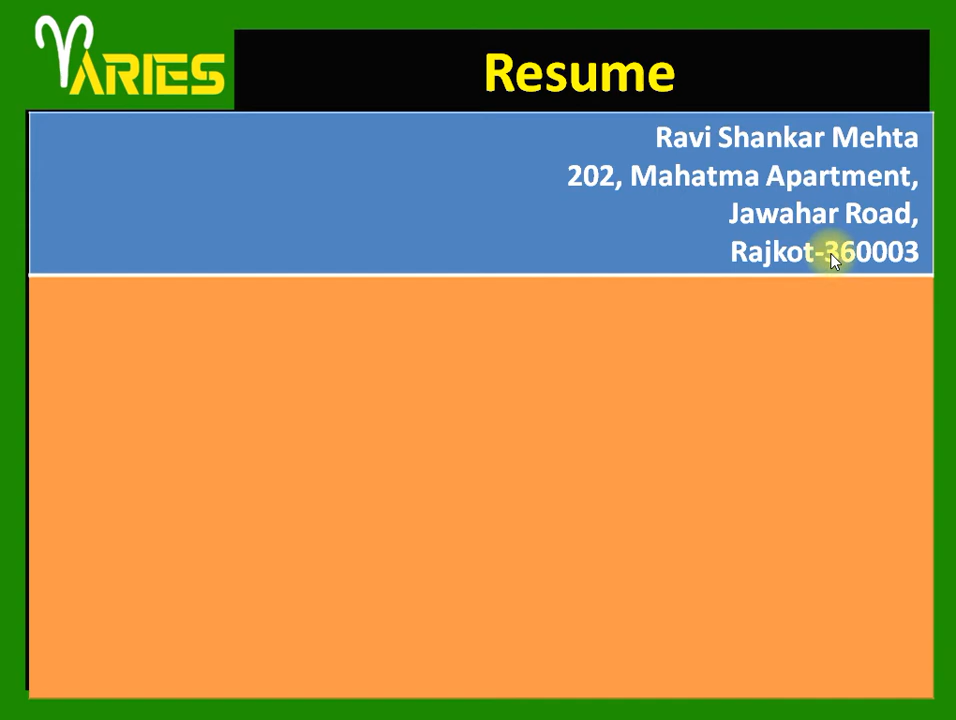 ARIES
Resume
Ravi Shankar Mehta
202, Mahatma Apartment,
Jawahar Road,
Rajkot-360003